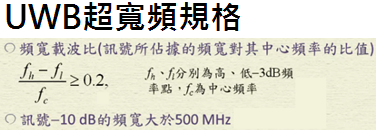 UWB超寬頻規格
○ 頻寬載波比(訊號所佔據的頻寬對其中心頻率的比值)
(f_h − f_l) / f_c ≥ 0.2,
f_h、f_l分別為高、低−3dB頻
率點,f_c為中心頻率
○ 訊號−10 dB的頻寬大於500 MHz